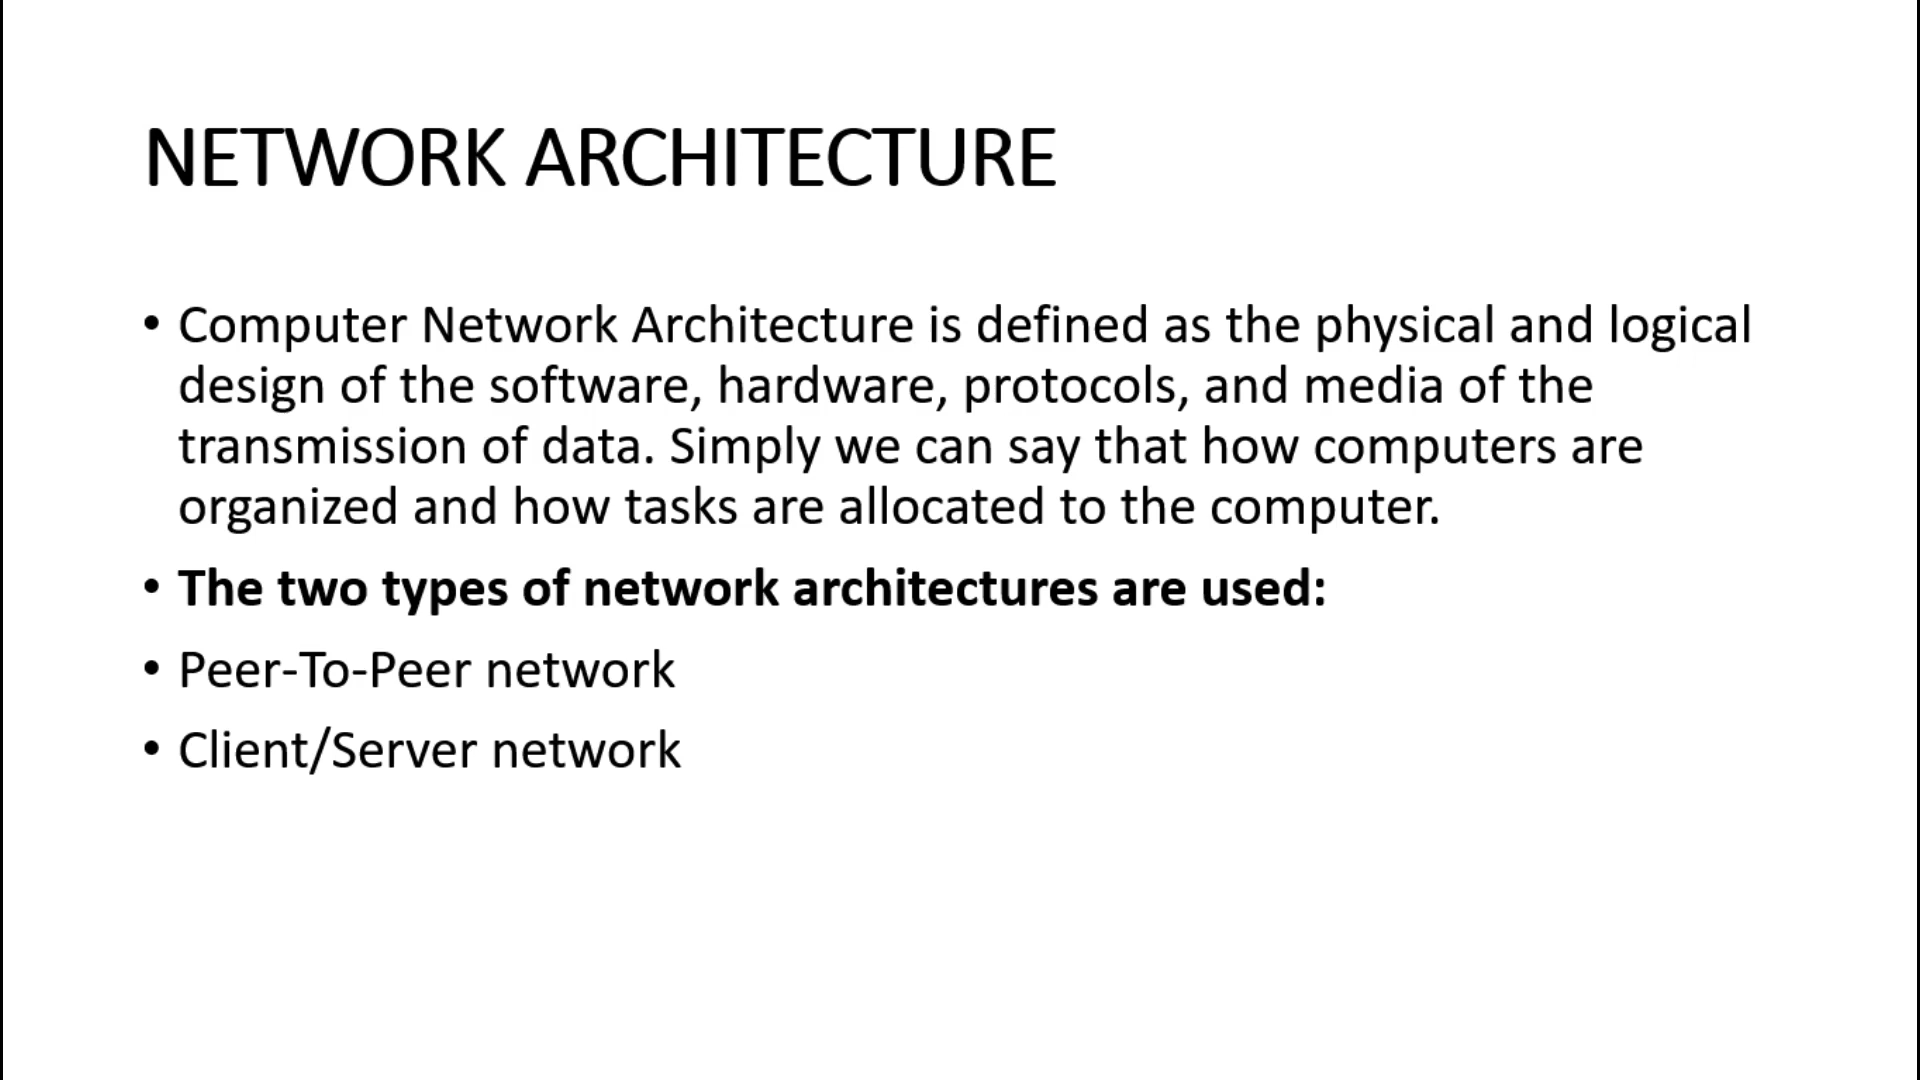 NETWORK ARCHITECTURE
• Computer Network Architecture is defined as the physical and logical
design of the software, hardware, protocols, and media of the
transmission of data. Simply we can say that how computers are
organized and how tasks are allocated to the computer.
• The two types of network architectures are used:
• Peer-To-Peer network
• Client/Server network